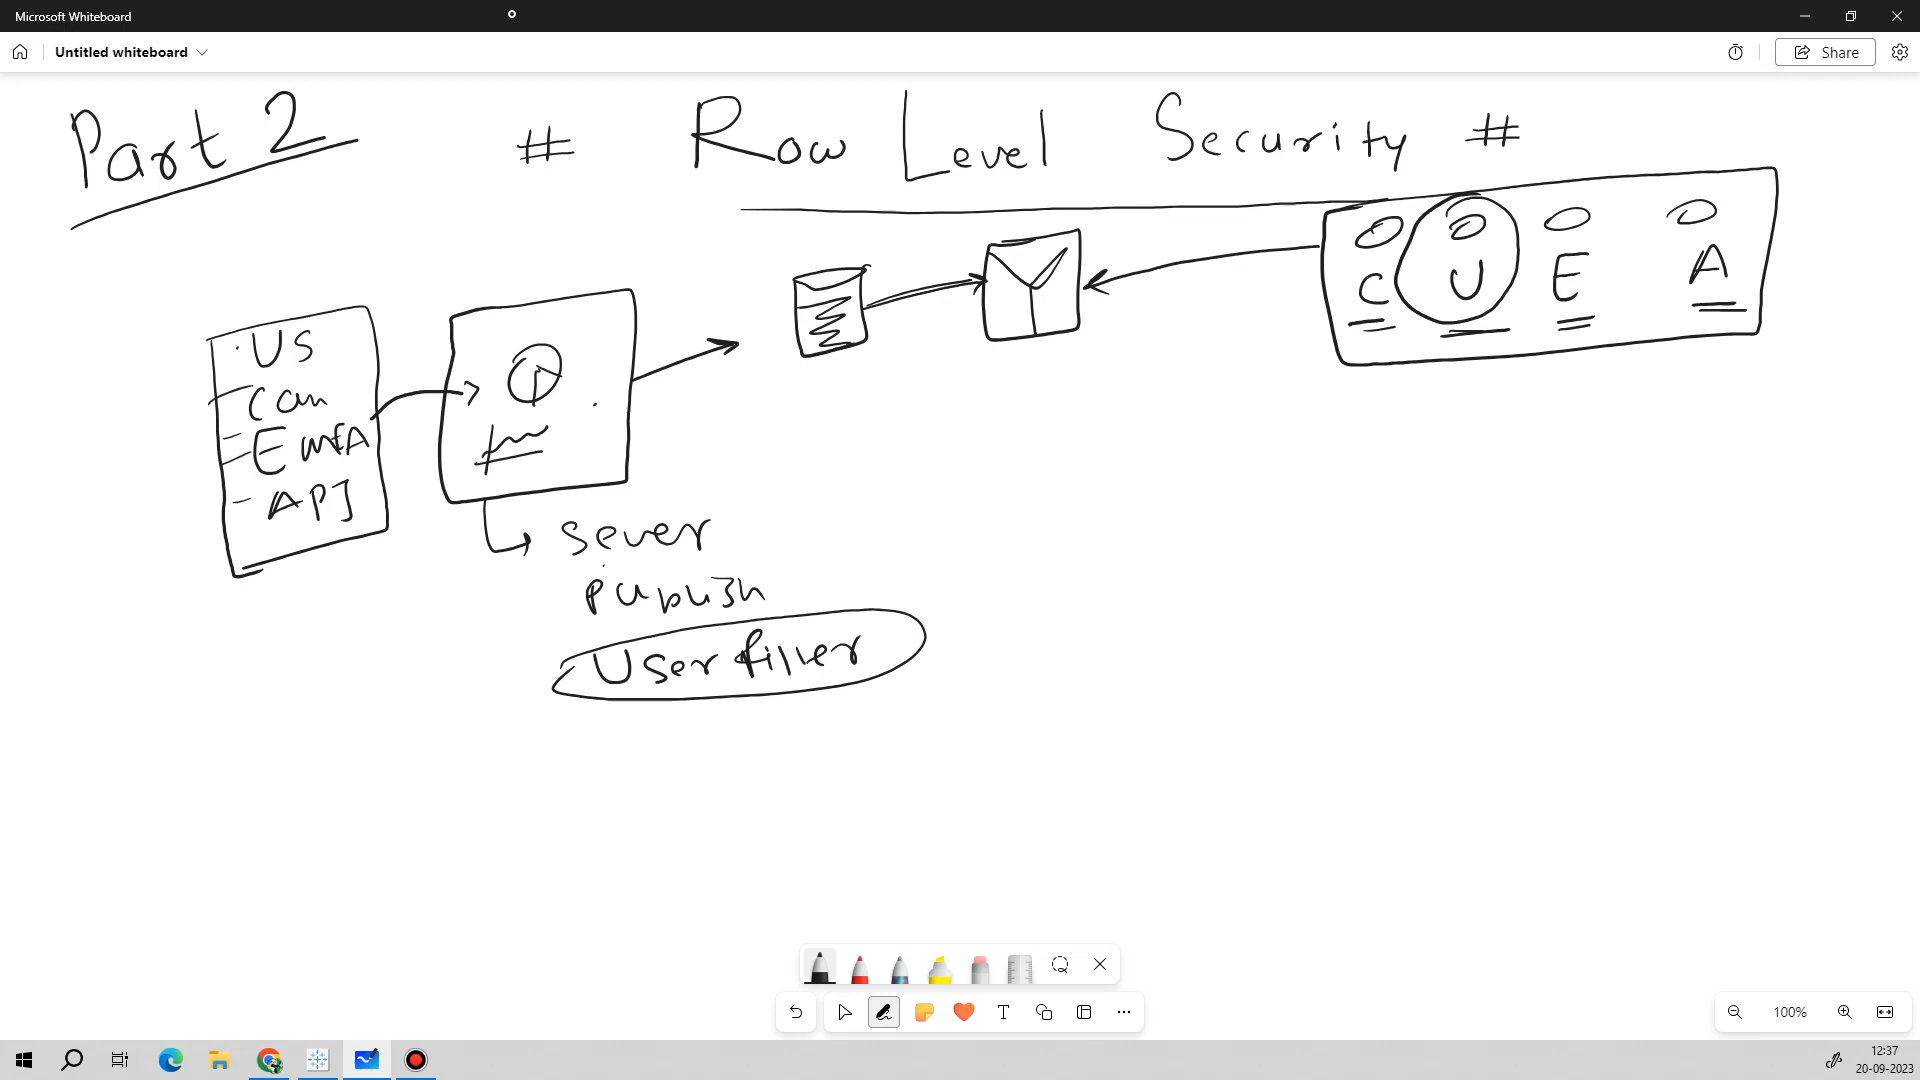 Microsoft Whiteboard
Untitled whiteboard
Share
Part 2 # Row Level Security #
C U E A
US
Can
EMEA
APJ
Sever
Publish
User filter
100%
12:37
20-09-2023